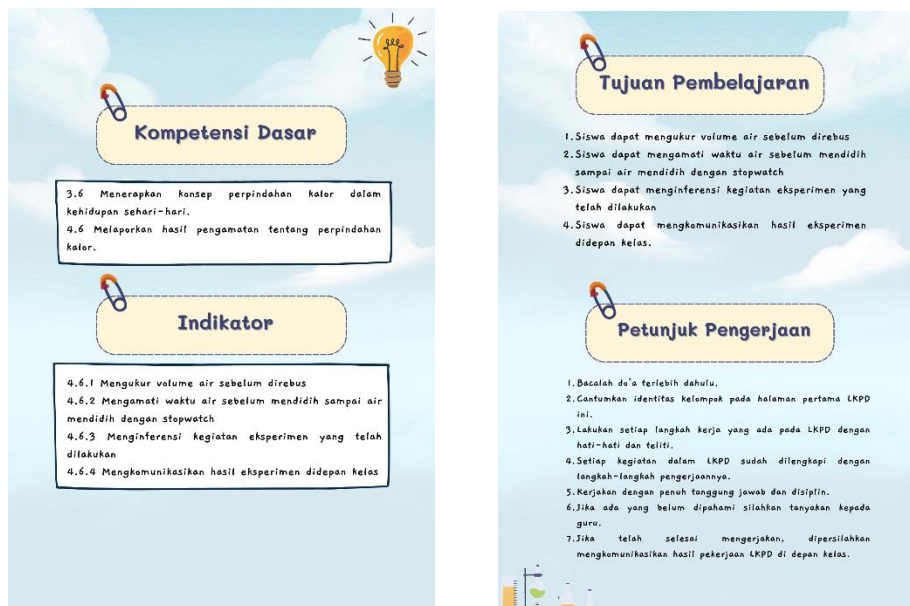 Kompetensi Dasar
3.6 Menerapkan konsep perpindahan kalor dalam
kehidupan sehari-hari.
4.6 Melaporkan hasil pengamatan tentang perpindahan
kalor.
Indikator
4.6.1 Mengukur volume air sebelum direbus
4.6.2 Mengamati waktu air sebelum mendidih sampai air
mendidih dengan stopwatch
4.6.3 Menginferensi kegiatan eksperimen yang telah
dilakukan
4.6.4 Mengkomunikasikan hasil eksperimen didepan kelas
Tujuan Pembelajaran
1. Siswa dapat mengukur volume air sebelum direbus
2. Siswa dapat mengamati waktu air sebelum mendidih
sampai air mendidih dengan stopwatch
3. Siswa dapat menginferensi kegiatan eksperimen yang
telah dilakukan
4. Siswa dapat mengkomunikasikan hasil eksperimen
didepan kelas.
Petunjuk Pengerjaan
1. Bacalah do'a terlebih dahulu.
2. Cantumkan identitas kelompok pada halaman pertama LKPD
ini.
3. Lakukan setiap langkah kerja yang ada pada LKPD dengan
hati-hati dan teliti.
4. Setiap kegiatan dalam LKPD sudah dilengkapi dengan
langkah-langkah pengerjaannya.
5. Kerjakan dengan penuh tanggung jawab dan disiplin.
6. Jika ada yang belum dipahami silahkan tanyakan kepada
guru.
7. Jika telah selesai mengerjakan, dipersilahkan
mengkomunikasikan hasil pekerjaan LKPD di depan kelas.